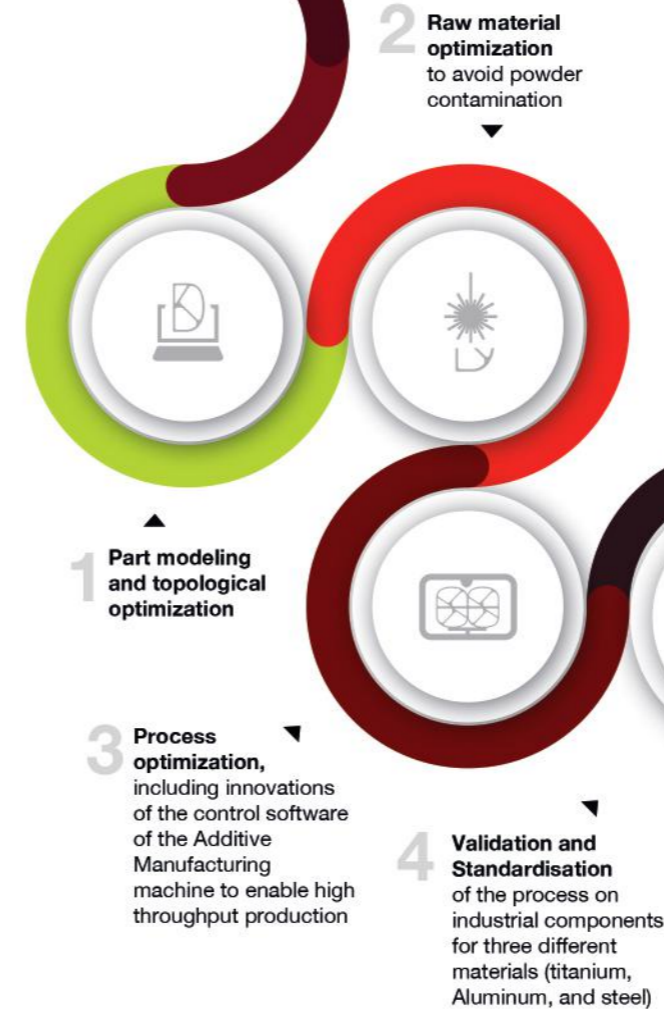 2
Raw material
optimization
to avoid powder
contamination
1
Part modeling
and topological
optimization
3
Process
optimization,
including innovations
of the control software
of the Additive
Manufacturing
machine to enable high
throughput production
4
Validation and
Standardisation
of the process on
industrial components
for three different
materials (titanium,
Aluminum, and steel)